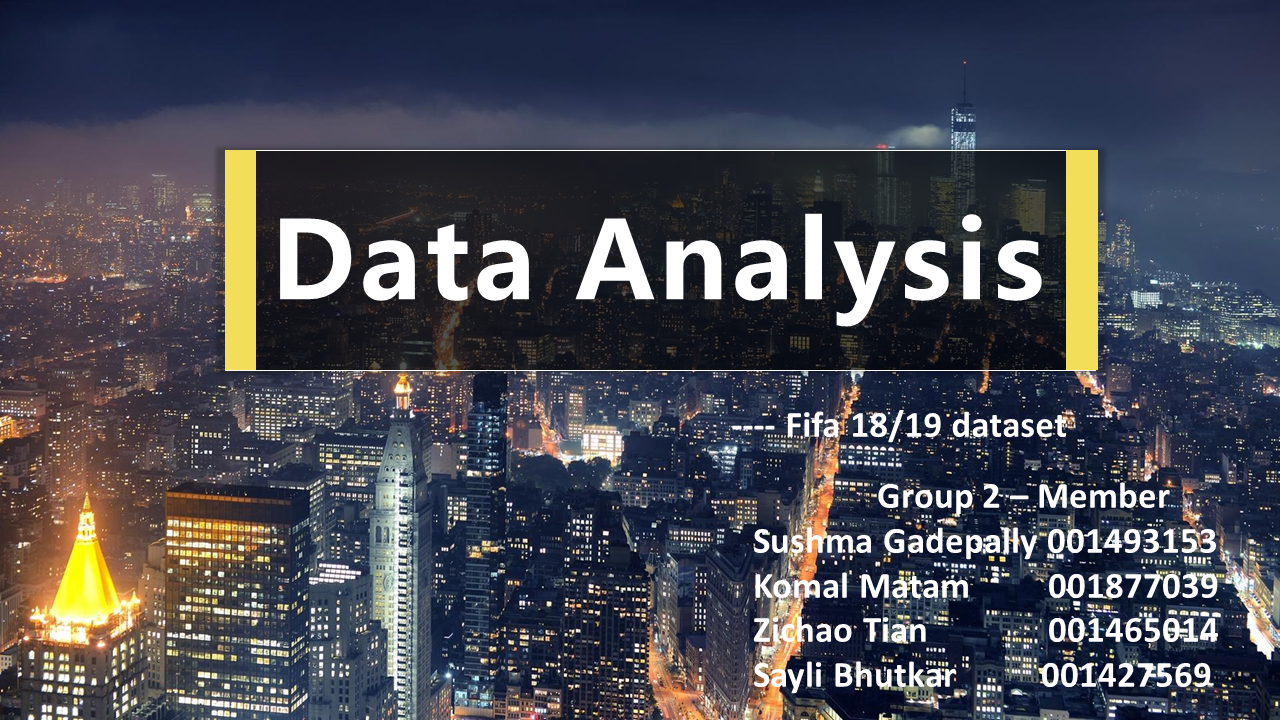 Data Analysis
---- Fifa 18/19 dataset
Group 2 – Member
Sushma Gadepally 001493153
Komal Matam 001877039
Zichao Tian 001465014
Sayli Bhutkar 001427569